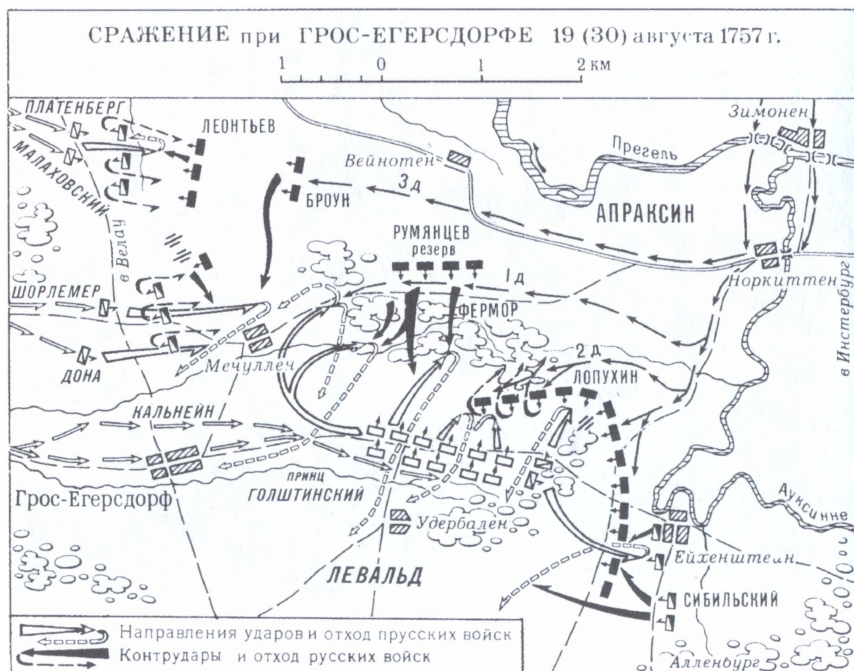 СРАЖЕНИЕ при ГРОС-ЕГЕРСДОРФЕ 19 (30) августа 1757 г.
1 0 1 2 км
ПЛАТЕНБЕРГ
МАЛАХОВСКИЙ
ЛЕОНТЬЕВ
Зимонен
Прегель
Вейнотен
3 д
БРОУН
АПРАКСИН
в Велау
РУМЯНЦЕВ
резерв
Норкиттен
1 д
ШОРЛЕМЕР
ФЕРМОР
в Инстербург
Мечуллен
2 д
ДОНА
ЛОПУХИН
КАЛЬНЕЙН
ПРИНЦ
ГОЛШТИНСКИЙ
Грос-Егерсдорф
Ауксинне
Удербален
Ейхенштеин
ЛЕВАЛЬД
СИБИЛЬСКИЙ
Направления ударов и отход прусских войск
Контрудары и отход русских войск
Алленбург